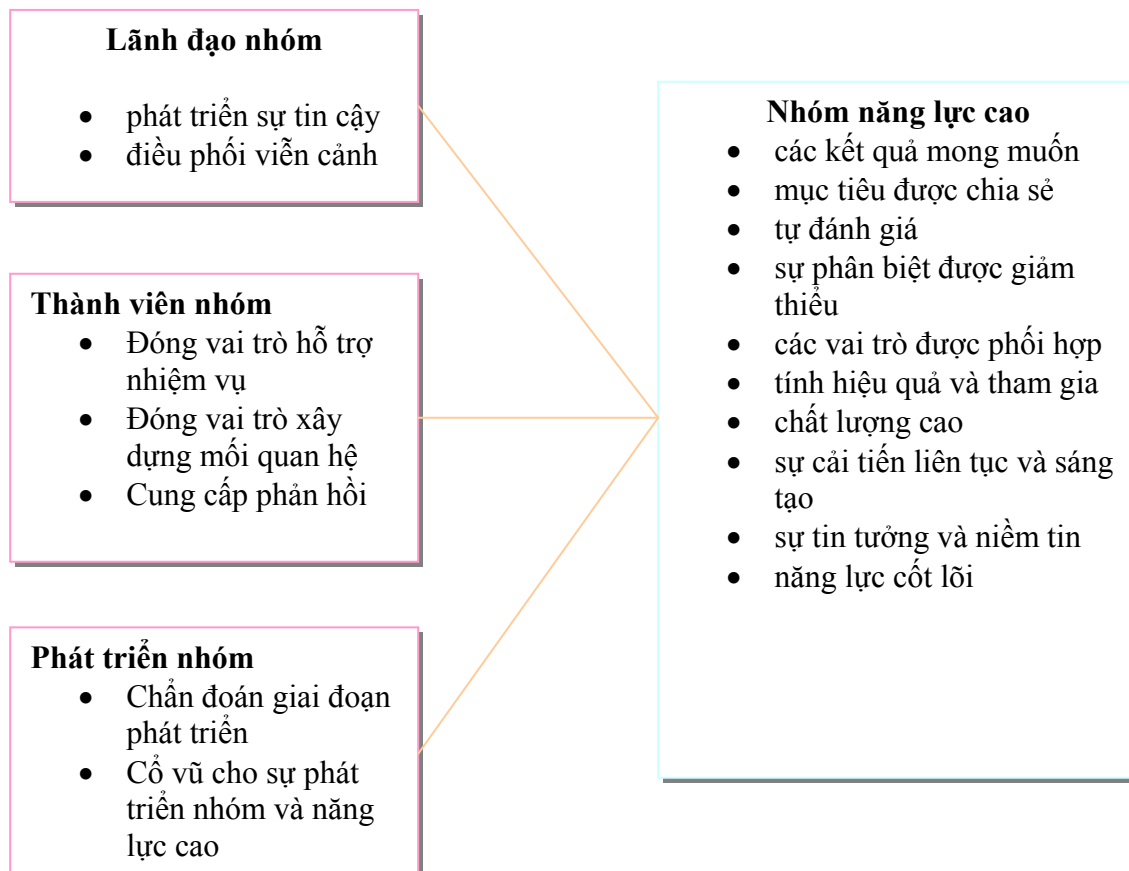 Lãnh đạo nhóm
• phát triển sự tin cậy
• điều phối viễn cảnh
Thành viên nhóm
• Đóng vai trò hỗ trợ
nhiệm vụ
• Đóng vai trò xây
dựng mối quan hệ
• Cung cấp phản hồi
Phát triển nhóm
• Chẩn đoán giai đoạn
phát triển
• Cổ vũ cho sự phát
triển nhóm và năng
lực cao
Nhóm năng lực cao
• các kết quả mong muốn
• mục tiêu được chia sẻ
• tự đánh giá
• sự phân biệt được giảm
thiểu
• các vai trò được phối hợp
• tính hiệu quả và tham gia
• chất lượng cao
• sự cải tiến liên tục và sáng
tạo
• sự tin tưởng và niềm tin
• năng lực cốt lõi